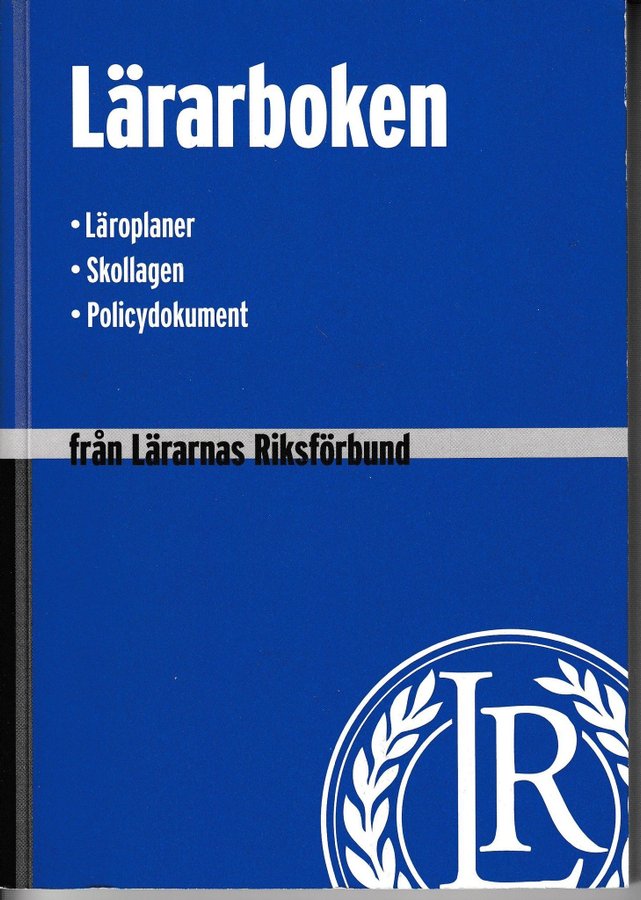 Lärarboken
• Läroplaner
• Skollagen
• Policydokument
från Lärarnas Riksförbund
LR